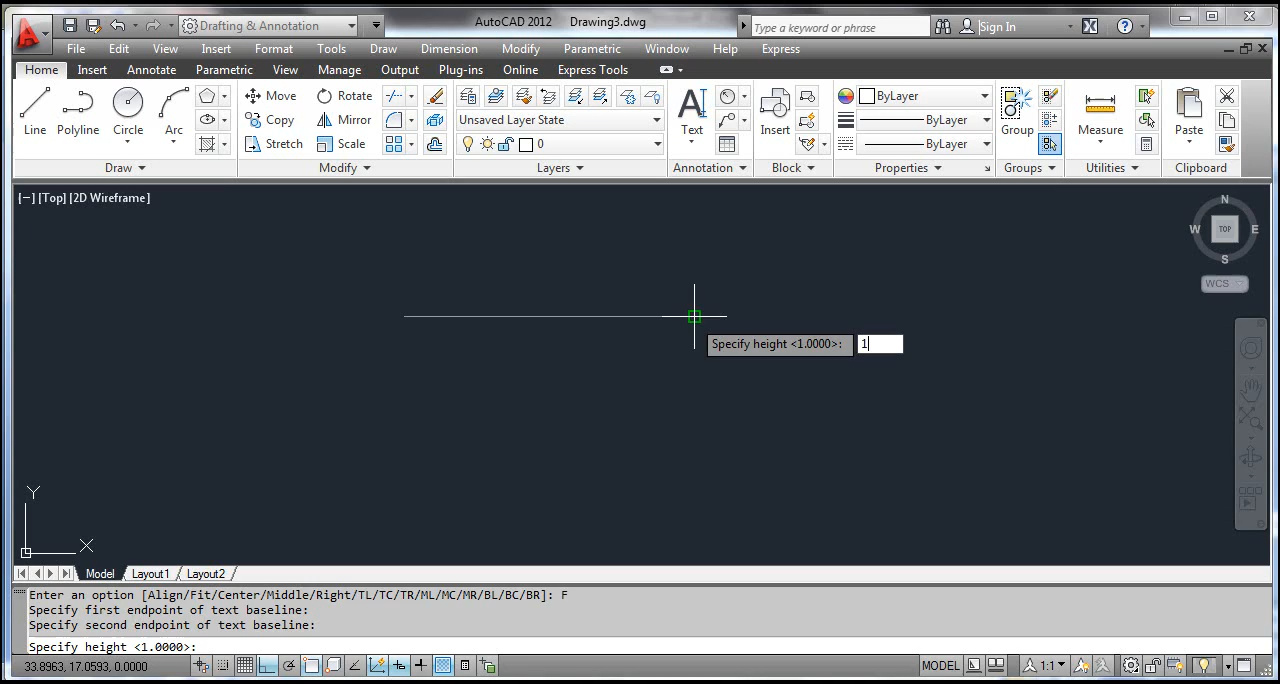 AutoCAD 2012 Drawing3.dwg
Drafting & Annotation
Type a keyword or phrase
Sign In
File Edit View Insert Format Tools Draw Dimension Modify Parametric Window Help Express
Home Insert Annotate Parametric View Manage Output Plug-ins Online Express Tools
Move Rotate ByLayer
Unsaved Layer State
Line Polyline Circle Arc Copy Mirror Text Insert ByLayer Group Measure Paste
Stretch Scale 0 ByLayer
Draw Modify Layers Annotation Block Properties Groups Utilities Clipboard
[−] [Top] [2D Wireframe]
N
W TOP E
S
WCS
Specify height <1.0000>: 1
Y
X
Model Layout1 Layout2
Enter an option [Align/Fit/Center/Middle/Right/TL/TC/TR/ML/MC/MR/BL/BC/BR]: F
Specify first endpoint of text baseline:
Specify second endpoint of text baseline:
Specify height <1.0000>:
33.8963, 17.0593, 0.0000 MODEL 1:1